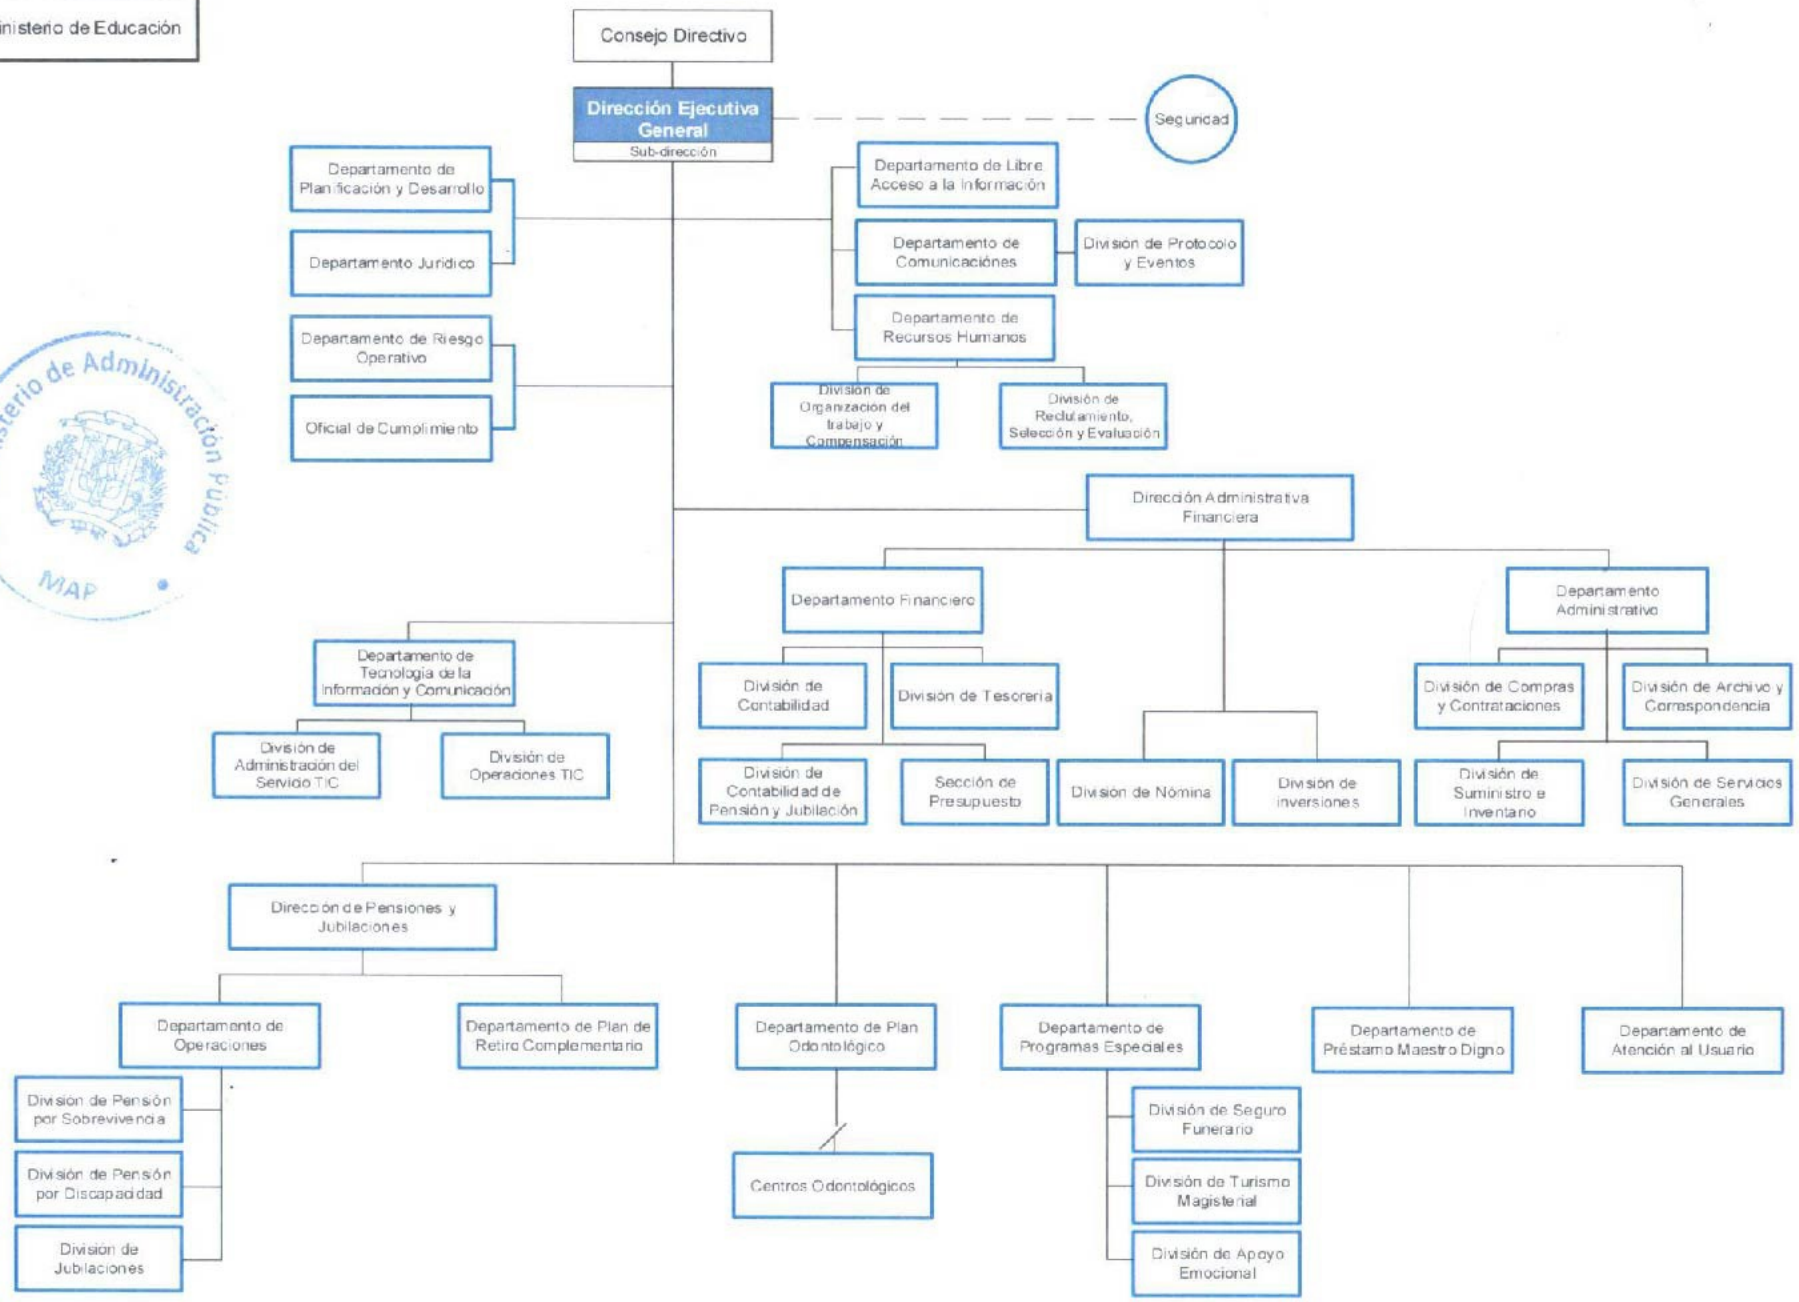 inisterio de Educación
Consejo Directivo
Dirección Ejecutiva
General
Sub-dirección
Seguridad
Departamento de
Planificación y Desarrollo
Departamento Jurídico
Departamento de Riesgo
Operativo
Oficial de Cumplimiento
Departamento de Libre
Acceso a la Información
Departamento de
Comunicaciónes
División de Protocolo
y Eventos
Departamento de
Recursos Humanos
División de
Organización del
trabajo y
Compensación
División de
Reclutamiento,
Selección y Evaluación
sterio de Administración Pública
MAP
Dirección Administrativa
Financiera
Departamento Financiero
Departamento
Administrativo
Departamento de
Tecnología de la
Información y Comunicación
División de
Contabilidad
División de Tesorería
División de Compras
y Contrataciones
División de Archivo y
Correspondencia
División de
Administración del
Servicio TIC
División de
Operaciones TIC
División de
Contabilidad de
Pensión y Jubilación
Sección de
Presupuesto
División de Nómina
División de
inversiones
División de
Suministro e
Inventario
División de Servicios
Generales
Dirección de Pensiones y
Jubilaciones
Departamento de
Operaciones
Departamento de Plan de
Retiro Complementario
Departamento de Plan
Odontológico
Departamento de
Programas Especiales
Departamento de
Préstamo Maestro Digno
Departamento de
Atención al Usuario
División de Pensión
por Sobrevivencia
División de Pensión
por Discapacidad
División de
Jubilaciones
Centros Odontológicos
División de Seguro
Funerario
División de Turismo
Magisterial
División de Apoyo
Emocional